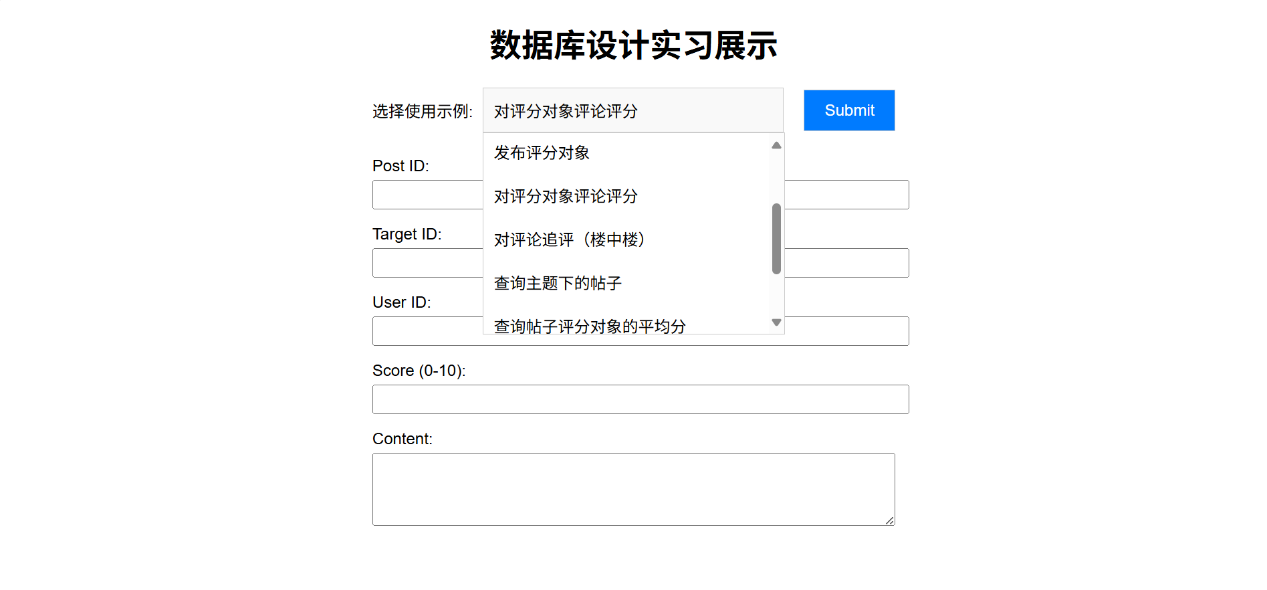 数据库设计实习展示
选择使用示例: 对评分对象评论评分 Submit
发布评分对象
Post ID:
对评分对象评论评分
Target ID:
对评论追评（楼中楼）
查询主题下的帖子
User ID:
查询帖子评分对象的平均分
Score (0-10):
Content: